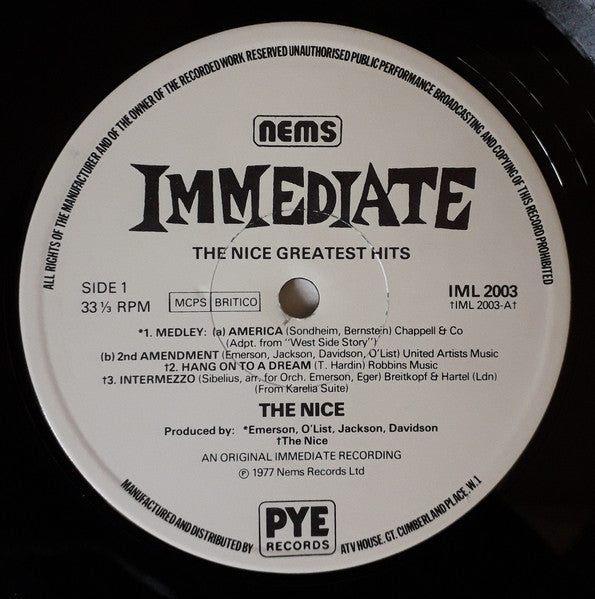 ALL RIGHTS OF THE MANUFACTURER AND OF THE OWNER OF THE RECORDED WORK RESERVED UNAUTHORISED PUBLIC PERFORMANCE BROADCASTING AND COPYING OF THIS RECORD PROHIBITED
nems
IMMEDIATE
THE NICE GREATEST HITS
SIDE 1
33 ⅓ RPM
MCPS BRITICO
IML 2003
†IML 2003-A†
*1. MEDLEY: (a) AMERICA (Sondheim, Bernstein) Chappell & Co
(Adpt. from "West Side Story")
(b) 2nd AMENDMENT (Emerson, Jackson, Davidson, O'List) United Artists Music
†2. HANG ON TO A DREAM (T. Hardin) Robbins Music
†3. INTERMEZZO (Sibelius, arr. for Orch. Emerson, Eger) Breitkopf & Hartel (Ldn)
(From Karelia Suite)
THE NICE
Produced by: *Emerson, O'List, Jackson, Davidson
†The Nice
AN ORIGINAL IMMEDIATE RECORDING
℗ 1977 Nems Records Ltd
MANUFACTURED AND DISTRIBUTED BY
PYE
RECORDS
ATV HOUSE. GT. CUMBERLAND PLACE. W.1